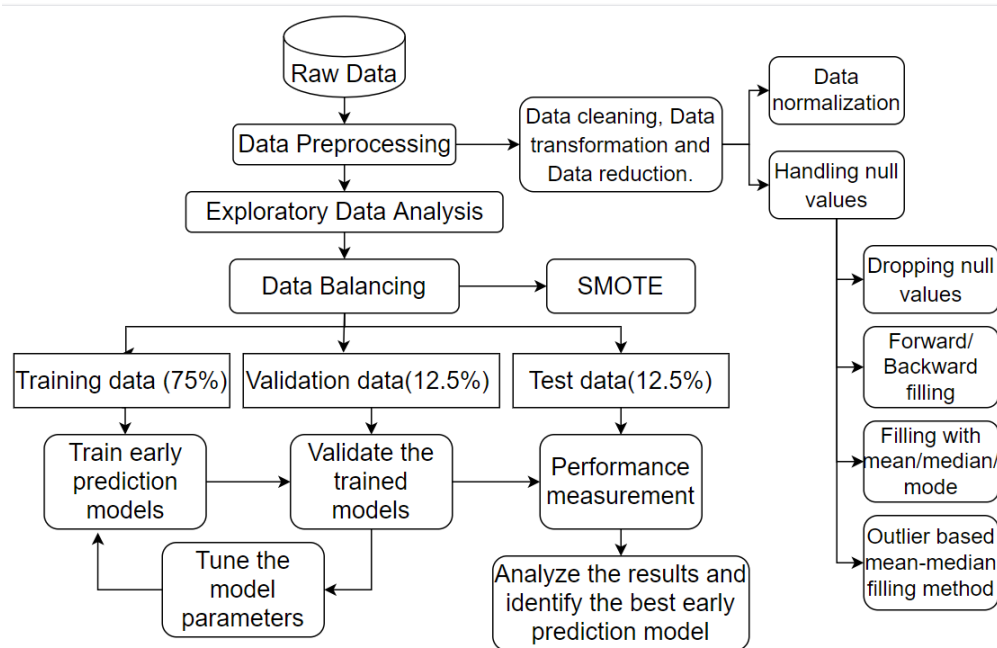 Raw Data
Data Preprocessing
Data cleaning, Data
transformation and
Data reduction.
Data
normalization
Handling null
values
Exploratory Data Analysis
Data Balancing
SMOTE
Dropping null
values
Forward/
Backward
filling
Filling with
mean/median/
mode
Outlier based
mean-median
filling method
Training data (75%)
Validation data(12.5%)
Test data(12.5%)
Train early
prediction
models
Validate the
trained
models
Performance
measurement
Tune the
model
parameters
Analyze the results and
identify the best early
prediction model